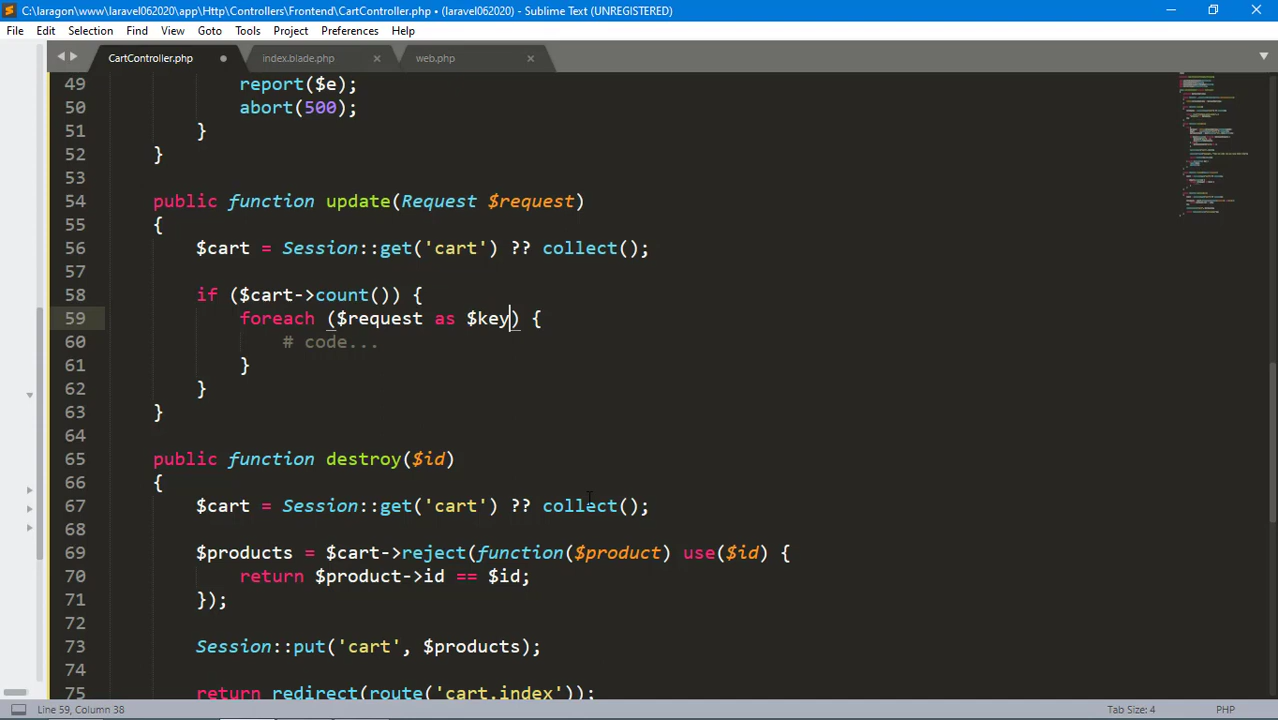 C:\laragon\www\laravel062020\app\Http\Controllers\Frontend\CartController.php • (laravel062020) - Sublime Text (UNREGISTERED)
File Edit Selection Find View Goto Tools Project Preferences Help
CartController.php index.blade.php web.php
49 report($e);
50 abort(500);
51 }
52 }
53
54 public function update(Request $request)
55 {
56 $cart = Session::get('cart') ?? collect();
57
58 if ($cart->count()) {
59 foreach ($request as $key) {
60 # code...
61 }
62 }
63 }
64
65 public function destroy($id)
66 {
67 $cart = Session::get('cart') ?? collect();
68
69 $products = $cart->reject(function($product) use($id) {
70 return $product->id == $id;
71 });
72
73 Session::put('cart', $products);
74
75 return redirect(route('cart.index'));
Line 59, Column 38 Tab Size: 4 PHP